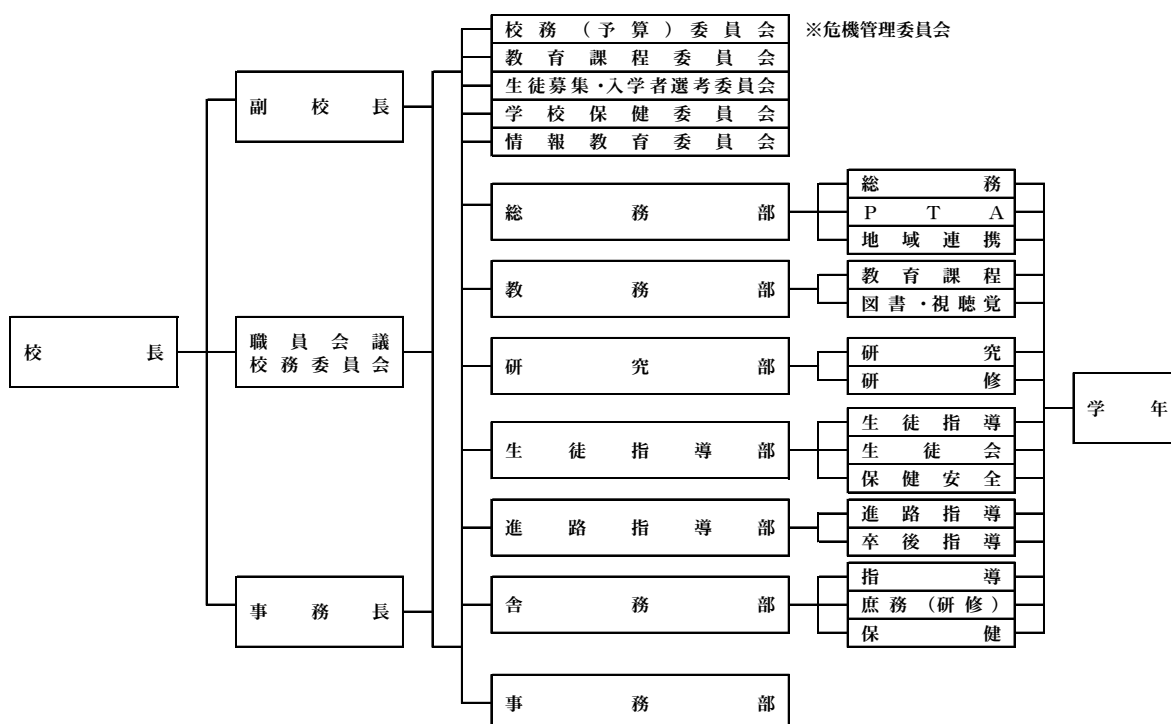 校務（予算）委員会 ※危機管理委員会
教育課程委員会
生徒募集・入学者選考委員会
学校保健委員会
情報教育委員会
副校長
総務部
総務
ＰＴＡ
地域連携
教務部
教育課程
図書・視聴覚
校長
職員会議
校務委員会
研究部
研究
研修
学年
生徒指導部
生徒指導
生徒会
保健安全
進路指導部
進路指導
卒後指導
事務長
舎務部
指導
庶務（研修）
保健
事務部